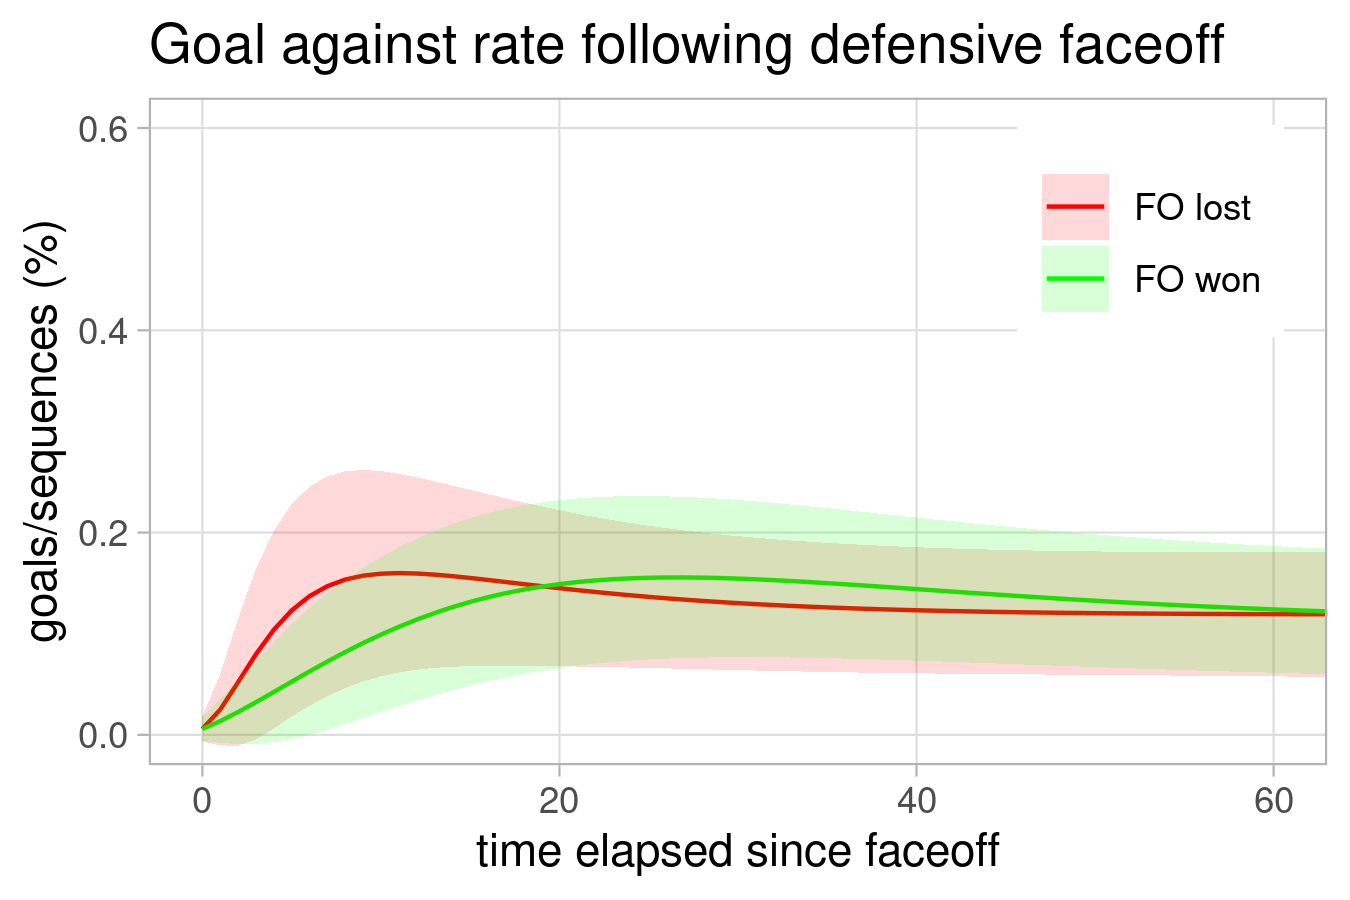 Goal against rate following defensive faceoff
goals/sequences (%)
0.6
0.4
0.2
0.0
FO lost
FO won
0 20 40 60
time elapsed since faceoff